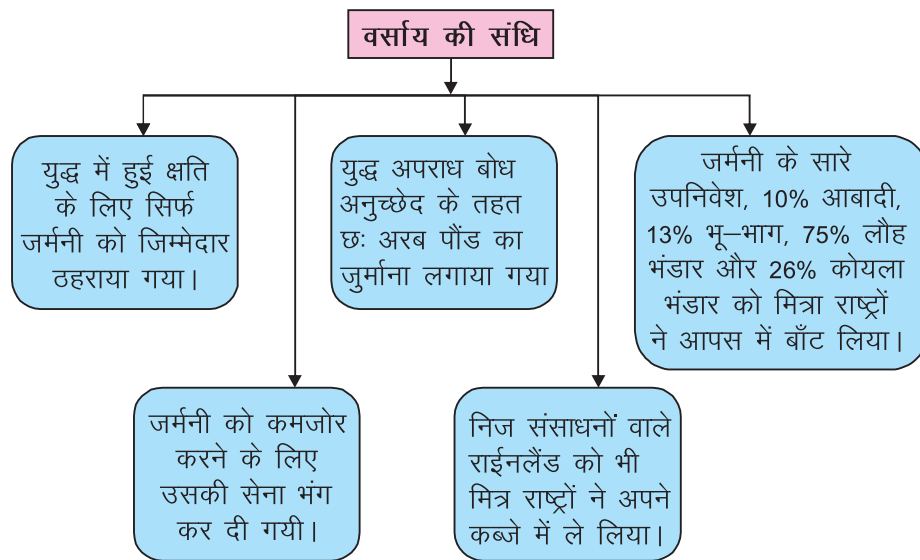 वर्साय की संधि
युद्ध में हुई क्षति
के लिए सिर्फ
जर्मनी को जिम्मेदार
ठहराया गया।
युद्ध अपराध बोध
अनुच्छेद के तहत
छः अरब पौंड का
जुर्माना लगाया गया
जर्मनी के सारे
उपनिवेश, 10% आबादी,
13% भू–भाग, 75% लौह
भंडार और 26% कोयला
भंडार को मित्रा राष्ट्रों
ने आपस में बाँट लिया।
जर्मनी को कमजोर
करने के लिए
उसकी सेना भंग
कर दी गयी।
निज संसाधनों वाले
राईनलैंड को भी
मित्र राष्ट्रों ने अपने
कब्जे में ले लिया।